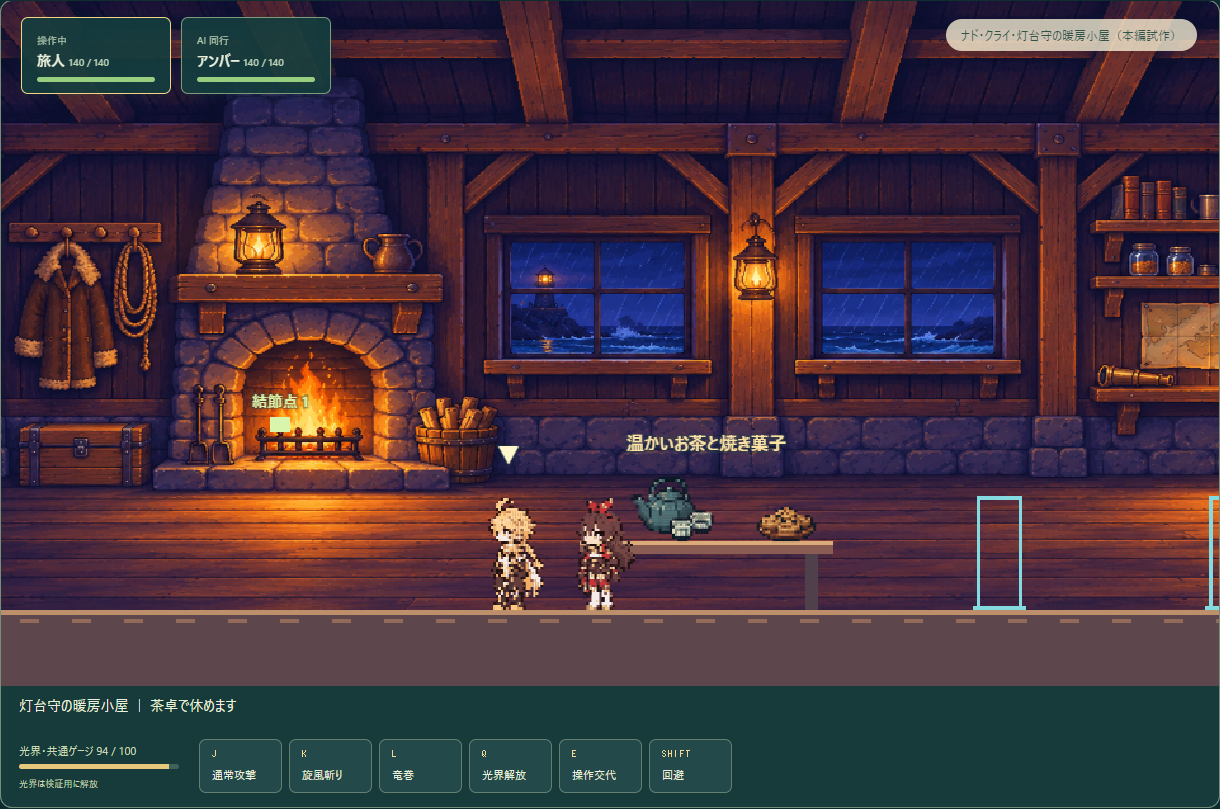 操作中
旅人 140 / 140
AI 同行
アンバー 140 / 140
ナド・クライ・灯台守の暖房小屋（本編試作）
結節点 1
温かいお茶と焼き菓子
灯台守の暖房小屋 ｜ 茶卓で休めます
光界・共通ゲージ 94 / 100
光界は検証用に解放
J
通常攻撃
K
旋風斬り
L
竜巻
Q
光界解放
E
操作交代
SHIFT
回避